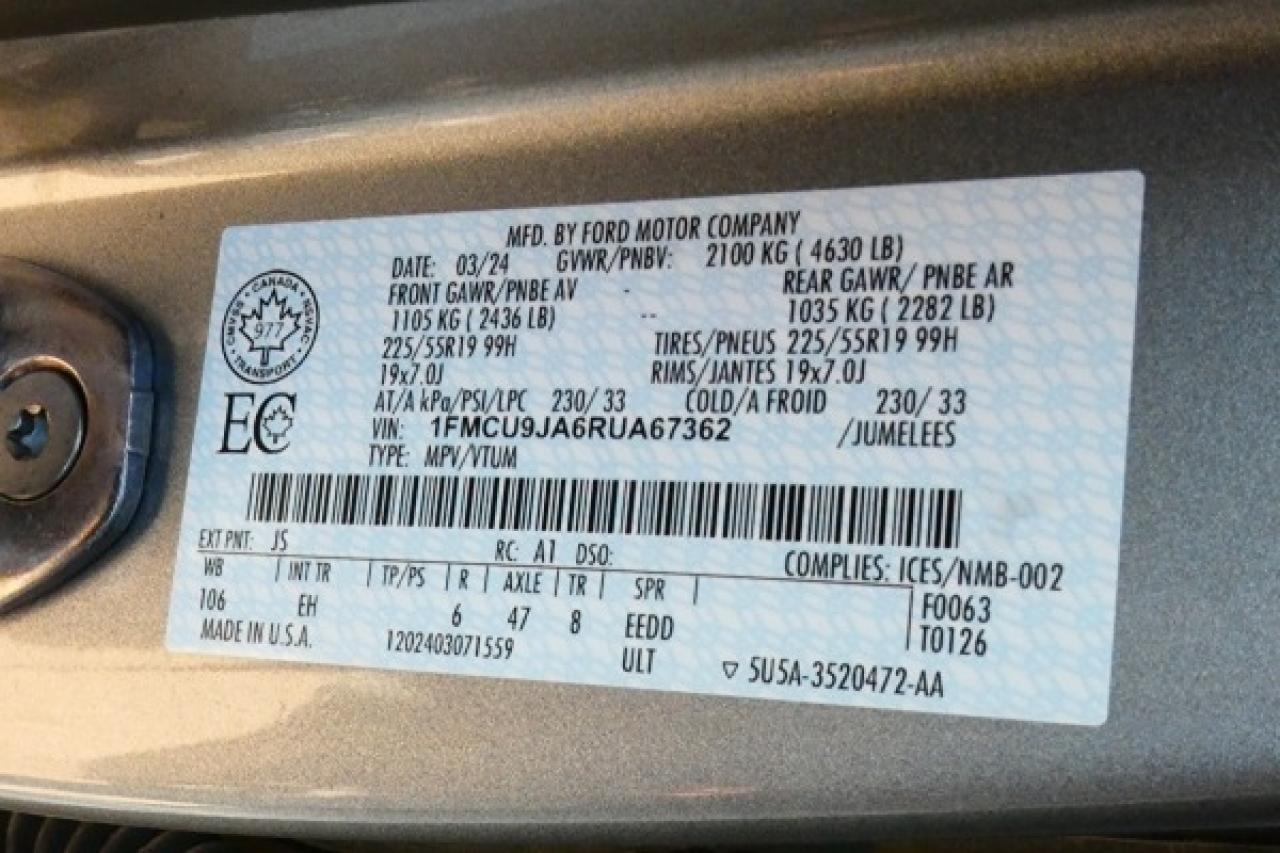 MFD. BY FORD MOTOR COMPANY
DATE: 03/24 GVWR/PNBV: 2100 KG ( 4630 LB)
FRONT GAWR/PNBE AV - REAR GAWR/ PNBE AR
1105 KG ( 2436 LB) -- 1035 KG ( 2282 LB)
225/55R19 99H TIRES/PNEUS 225/55R19 99H
19x7.0J RIMS/JANTES 19x7.0J
AT/A kPa/PSI/LPC 230/ 33 COLD/A FROID 230/ 33
VIN: 1FMCU9JA6RUA67362 /JUMELEES
TYPE: MPV/VTUM
CANADA
CMVSS 977 NSVAC
TRANSPORT
EC
EXT PNT: JS RC: A1 DSO: COMPLIES: ICES/NMB-002
WB | INT TR | TP/PS | R | AXLE | TR | SPR |
106 EH 6 47 8 EEDD F0063
T0126
MADE IN U.S.A. 1202403071559 ULT ▽ 5U5A-3520472-AA